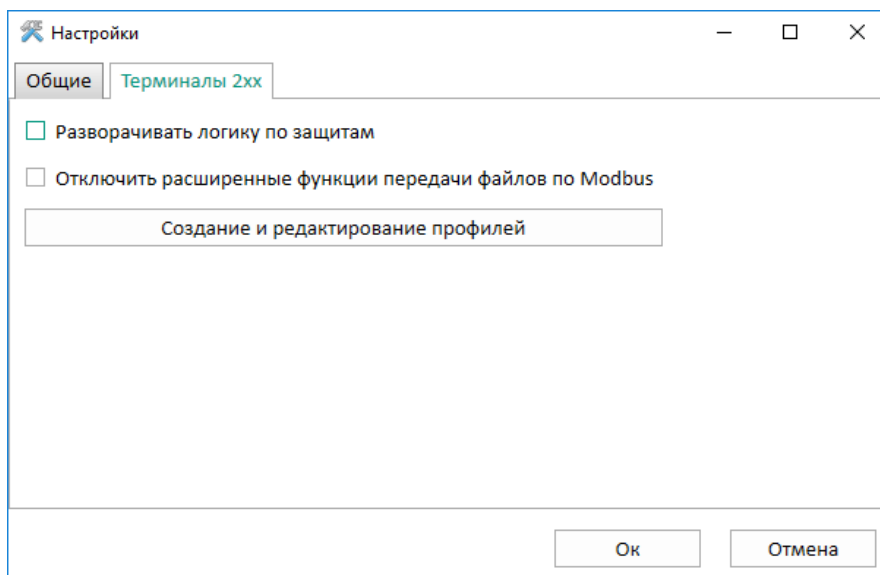 Настройки
Общие
Терминалы 2xx
Разворачивать логику по защитам
Отключить расширенные функции передачи файлов по Modbus
Создание и редактирование профилей
Ок
Отмена